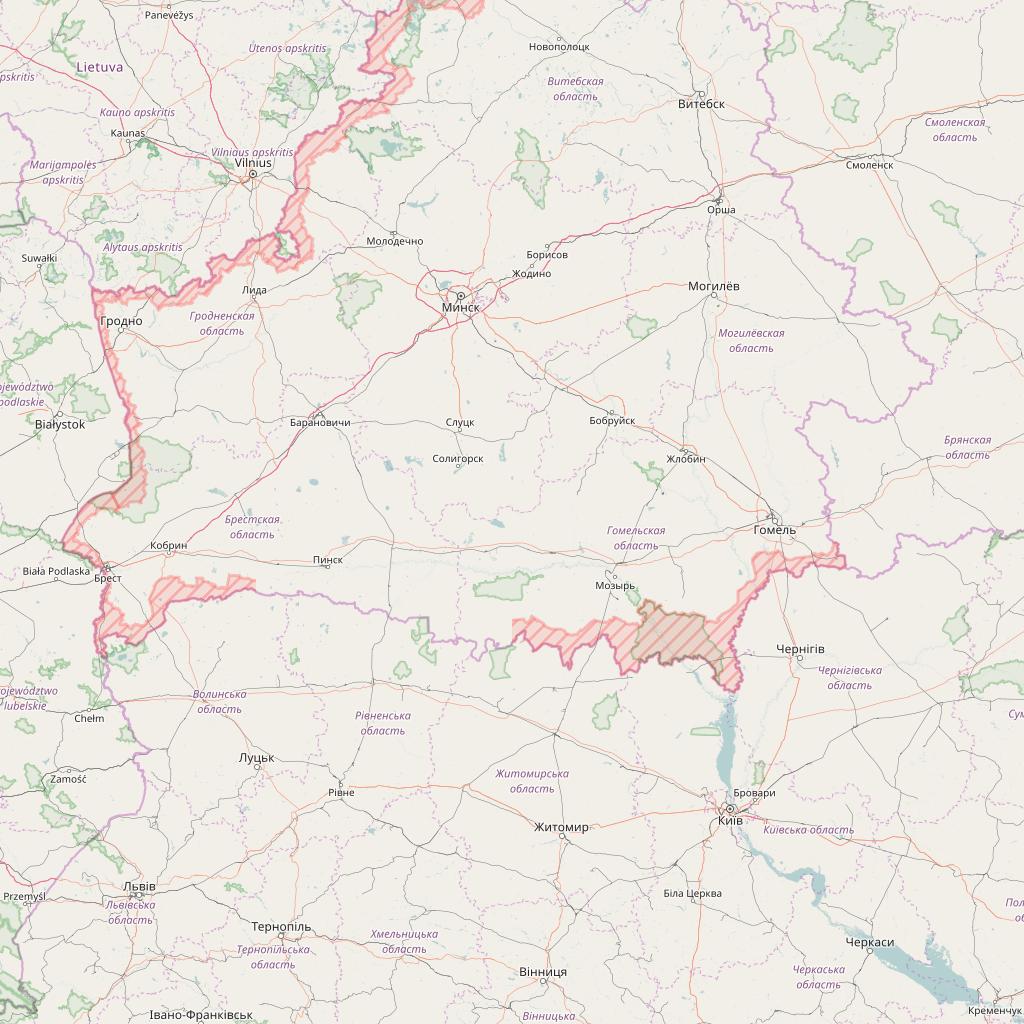 Panevėžys
Utenos apskritis
Новополоцк
Lietuva
apskritis
Витебская
область
Витебск
Kauno apskritis
Смоленская
область
Kaunas
Vilniaus apskritis
Vilnius
Marijampolės
apskritis
Смоленск
Орша
Alytaus apskritis
Молодечно
Борисов
Suwałki
Жодино
Лида
Могилёв
Минск
Гродно
Гродненская
область
Могилёвская
область
województwo
podlaskie
Białystok
Барановичи
Слуцк
Бобруйск
Брянская
область
Солигорск
Жлобин
Брестская
область
Гомельская
область
Гомель
Кобрин
Пинск
Biała Podlaska
Брест
Мозырь
Чернігів
Чернігівська
область
województwo
lubelskie
Волинська
область
Chełm
Рівненська
область
Луцьк
Zamość
Житомирська
область
Рівне
Бровари
Київ
Житомир
Київська область
Львів
Przemyśl
Біла Церква
Львівська
область
Тернопіль
Хмельницька
область
Черкаси
Тернопільська
область
Вінниця
Черкаська
область
Кременчук
Івано-Франківськ
Вінницька